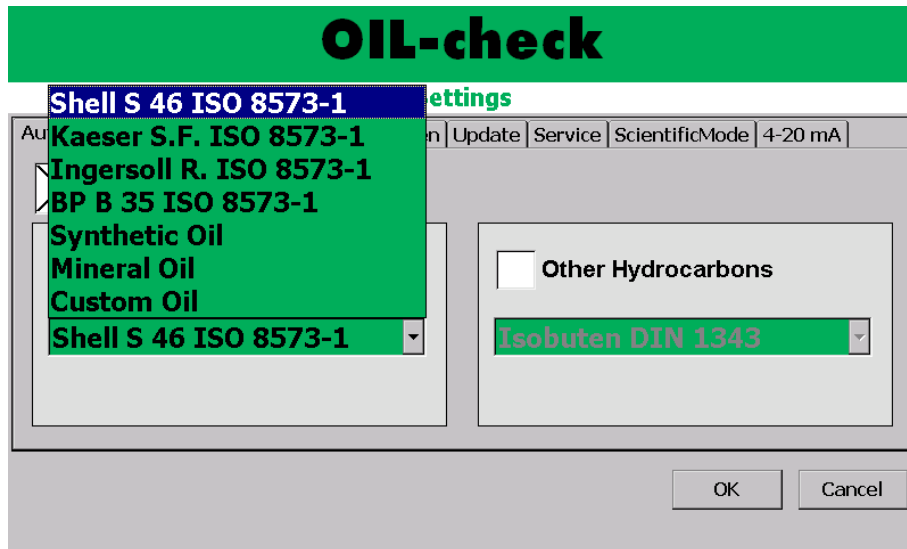 OIL-check
Shell S 46 ISO 8573-1
ettings
Kaeser S.F. ISO 8573-1
Update Service ScientificMode 4-20 mA
Ingersoll R. ISO 8573-1
BP B 35 ISO 8573-1
Synthetic Oil
Mineral Oil
Custom Oil
Shell S 46 ISO 8573-1
Other Hydrocarbons
Isobuten DIN 1343
OK Cancel